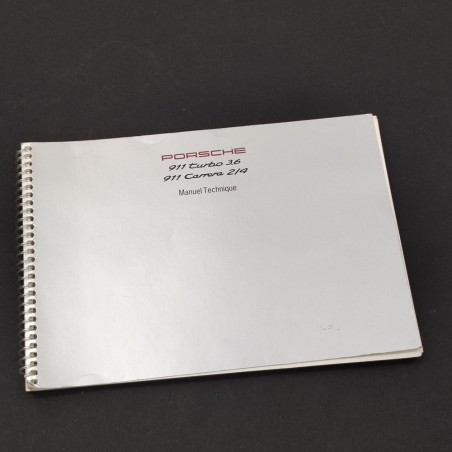 PORSCHE
911 turbo 3.6
911 Carrera 2/4
Manuel Technique